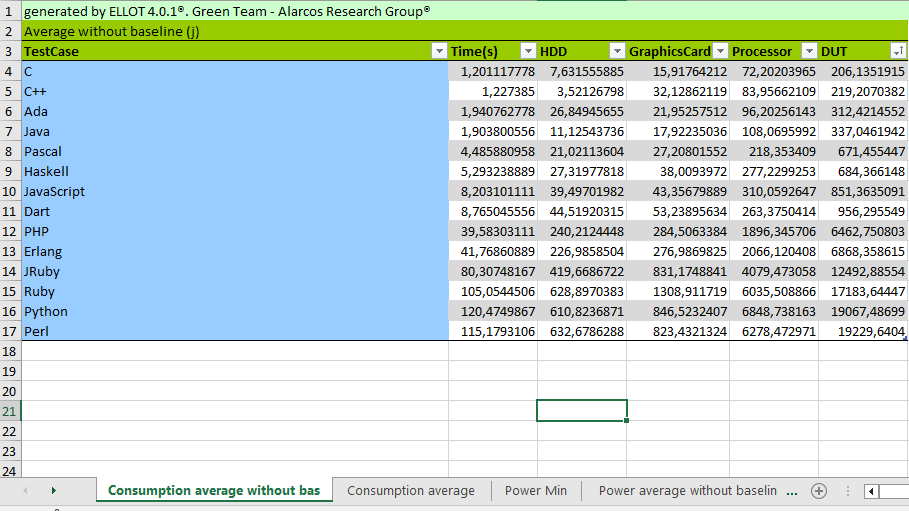 1 generated by ELLOT 4.0.1®. Green Team - Alarcos Research Group®
2 Average without baseline (j)
3 TestCase Time(s) HDD GraphicsCard Processor DUT
4 C 1,201117778 7,631555885 15,91764212 72,20203965 206,1351915
5 C++ 1,227385 3,52126798 32,12862119 83,95662109 219,2070382
6 Ada 1,940762778 26,84945655 21,95257512 96,20256143 312,4214552
7 Java 1,903800556 11,12543736 17,92235036 108,0695992 337,0461942
8 Pascal 4,485880958 21,02113604 27,20801552 218,353409 671,455447
9 Haskell 5,293238889 27,31977818 38,0093972 277,2299253 684,366148
10 JavaScript 8,203101111 39,49701982 43,35679889 310,0592647 851,3635091
11 Dart 8,765045556 44,51920315 53,23895634 263,3750414 956,295549
12 PHP 39,58303111 240,2124448 284,5063384 1896,345706 6462,750803
13 Erlang 41,76860889 226,9858504 276,9869825 2066,120408 6868,358615
14 JRuby 80,30748167 419,6686722 831,1748841 4079,473058 12492,88554
15 Ruby 105,0544506 628,8970383 1308,911719 6035,508866 17183,64447
16 Python 120,4749867 610,8236871 846,5232407 6848,738163 19067,48699
17 Perl 115,1793106 632,6786288 823,4321324 6278,472971 19229,6404
18
19
20
21
22
23
24
Consumption average without bas Consumption average Power Min Power average without baselin ...